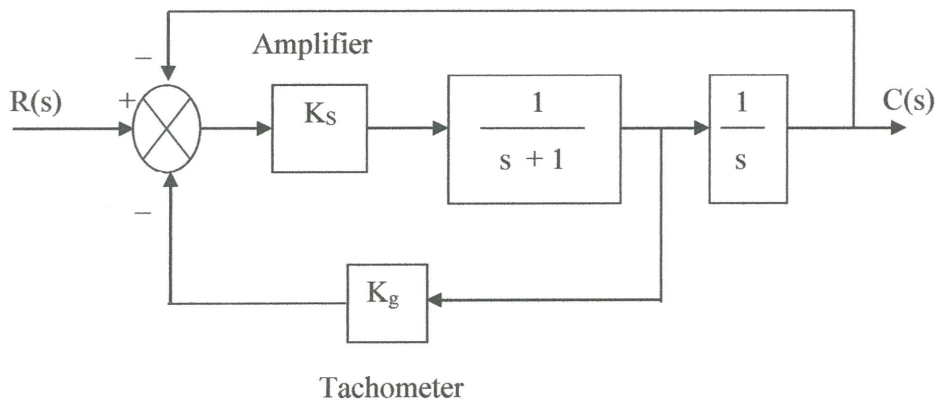 Amplifier
R(s)
+
–
–
Ks
1
s + 1
1
s
C(s)
Kg
Tachometer